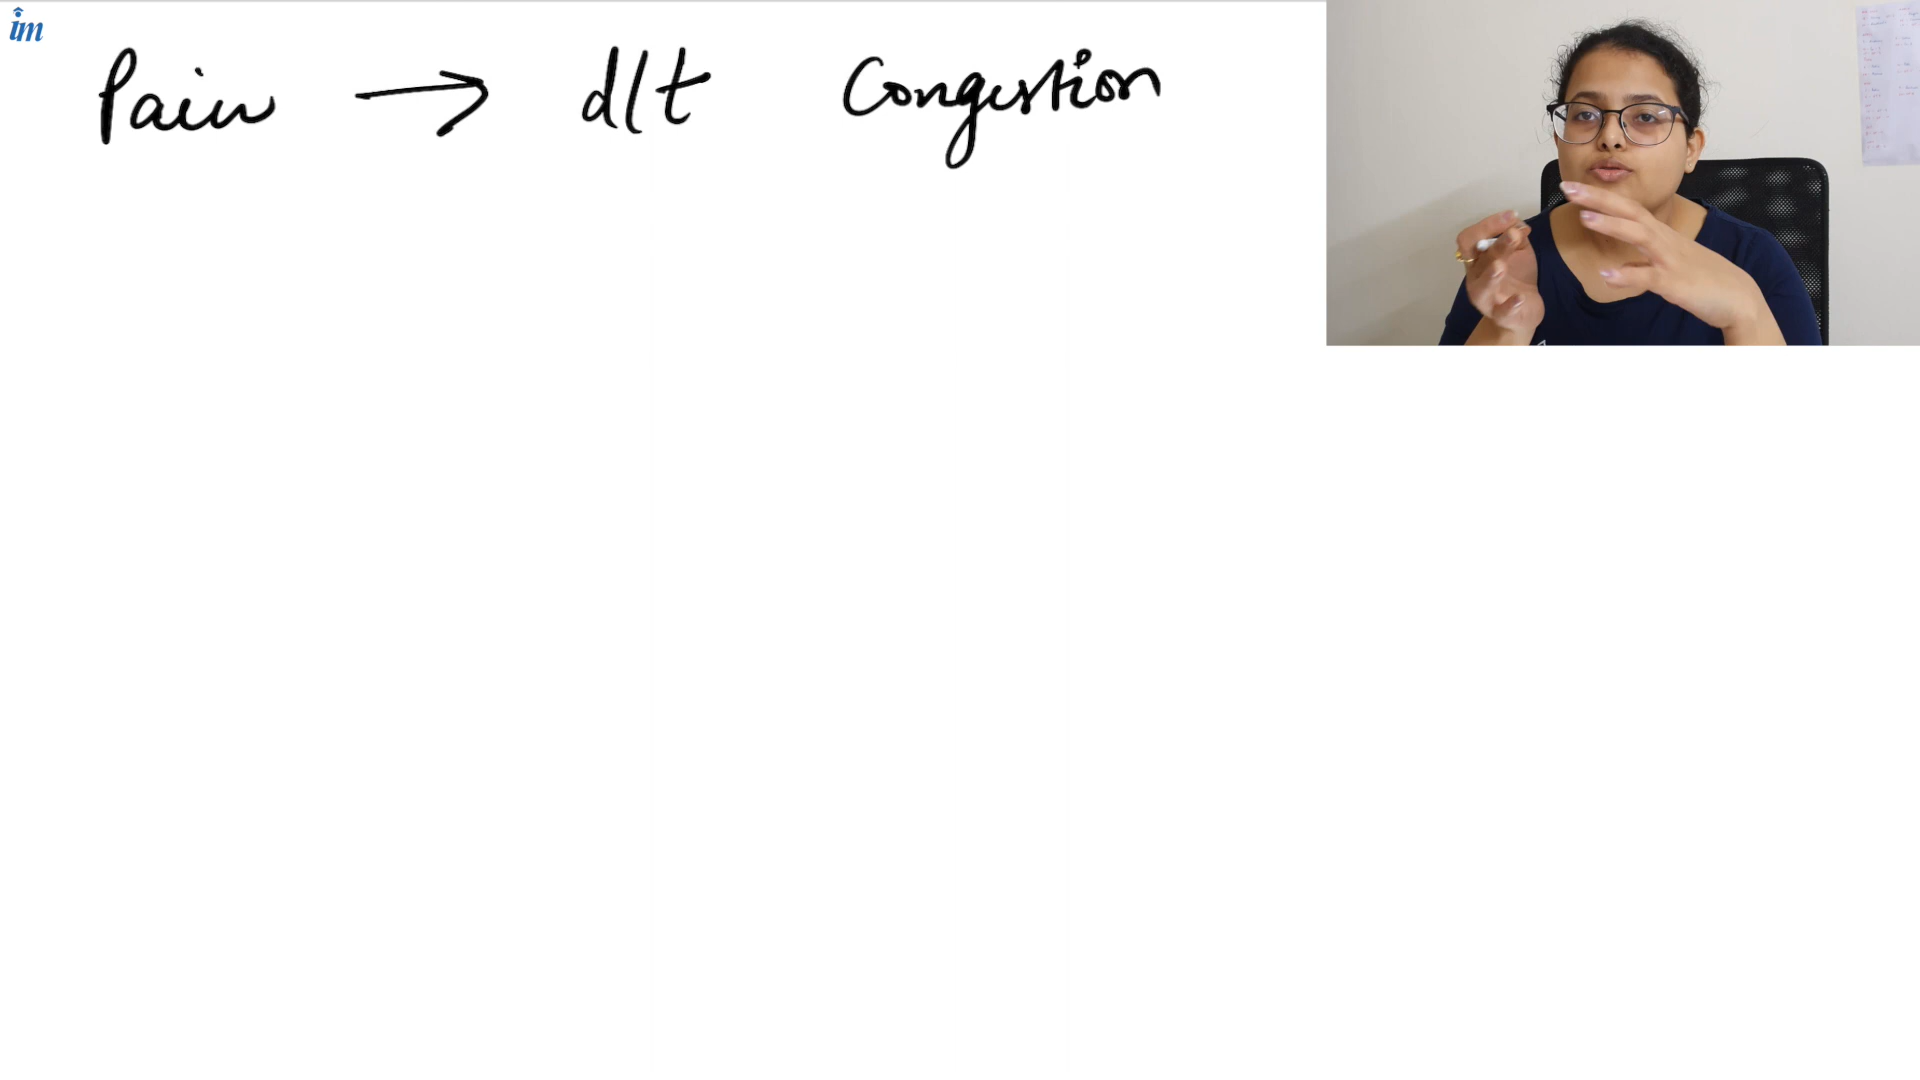 im
Pain → d/t Congestion